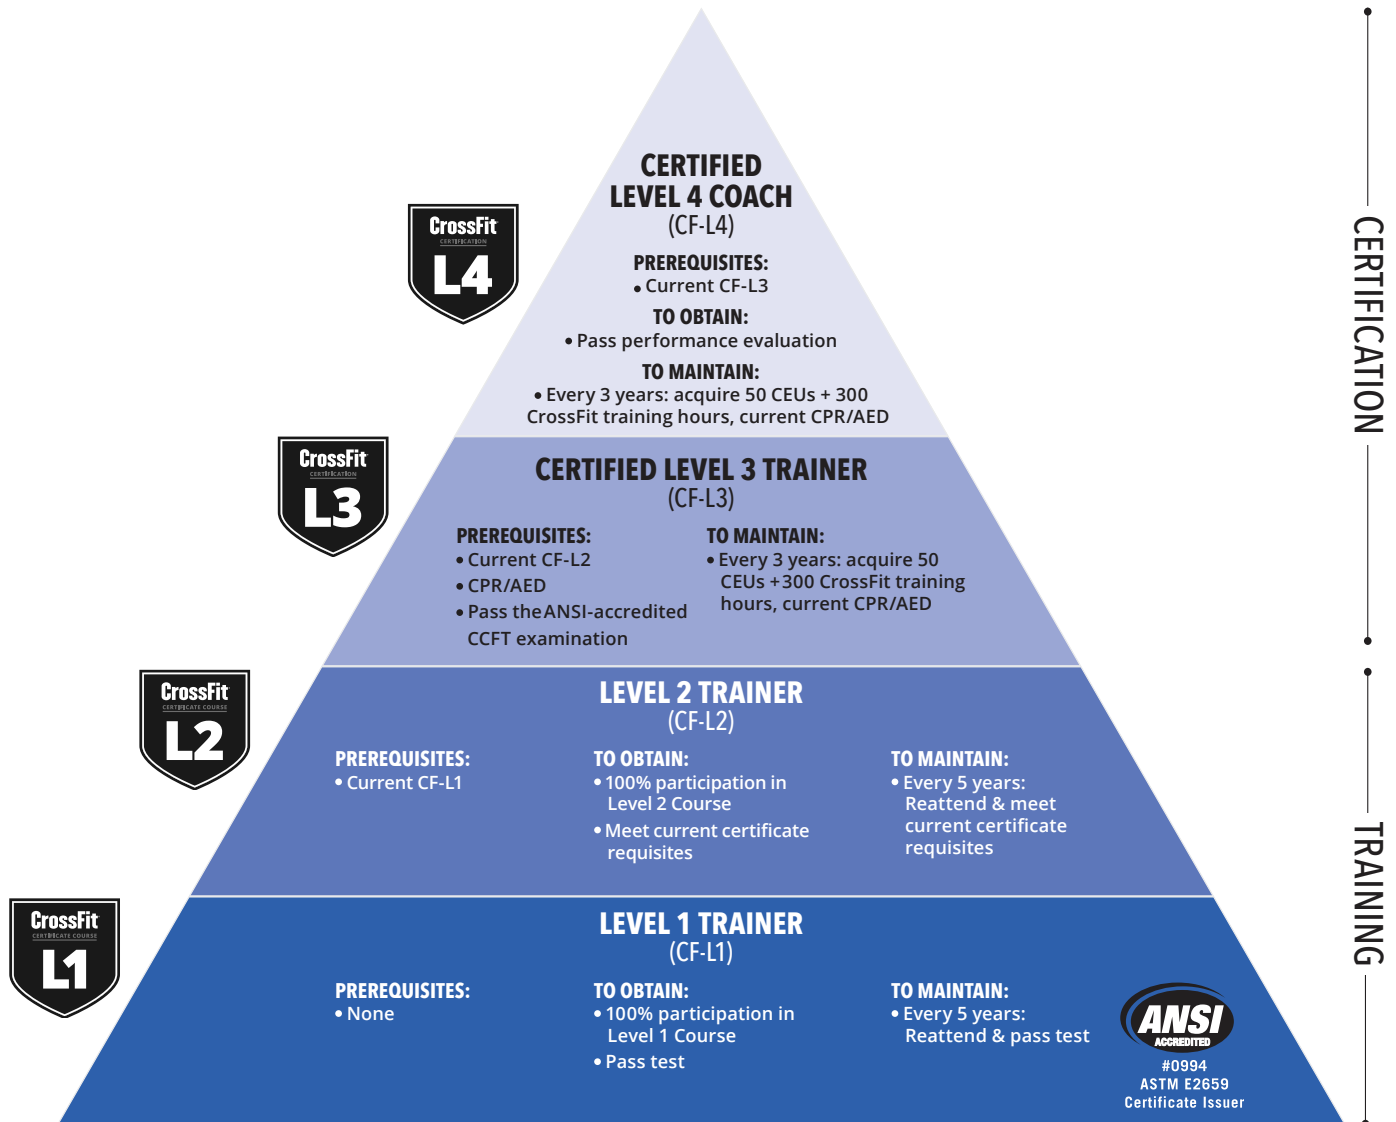 CERTIFIED
LEVEL 4 COACH
(CF-L4)
PREREQUISITES:
• Current CF-L3
TO OBTAIN:
• Pass performance evaluation
TO MAINTAIN:
• Every 3 years: acquire 50 CEUs + 300
CrossFit training hours, current CPR/AED
CrossFit
CERTIFICATION
L4
CERTIFIED LEVEL 3 TRAINER
(CF-L3)
PREREQUISITES:
• Current CF-L2
• CPR/AED
• Pass the ANSI-accredited
CCFT examination
TO MAINTAIN:
• Every 3 years: acquire 50
CEUs +300 CrossFit training
hours, current CPR/AED
CrossFit
CERTIFICATION
L3
LEVEL 2 TRAINER
(CF-L2)
PREREQUISITES:
• Current CF-L1
TO OBTAIN:
• 100% participation in
Level 2 Course
• Meet current certificate
requisites
TO MAINTAIN:
• Every 5 years:
Reattend & meet
current certificate
requisites
CrossFit
CERTIFICATE COURSE
L2
LEVEL 1 TRAINER
(CF-L1)
PREREQUISITES:
• None
TO OBTAIN:
• 100% participation in
Level 1 Course
• Pass test
TO MAINTAIN:
• Every 5 years:
Reattend & pass test
CrossFit
CERTIFICATE COURSE
L1
ANSI
ACCREDITED
#0994
ASTM E2659
Certificate Issuer
CERTIFICATION
TRAINING